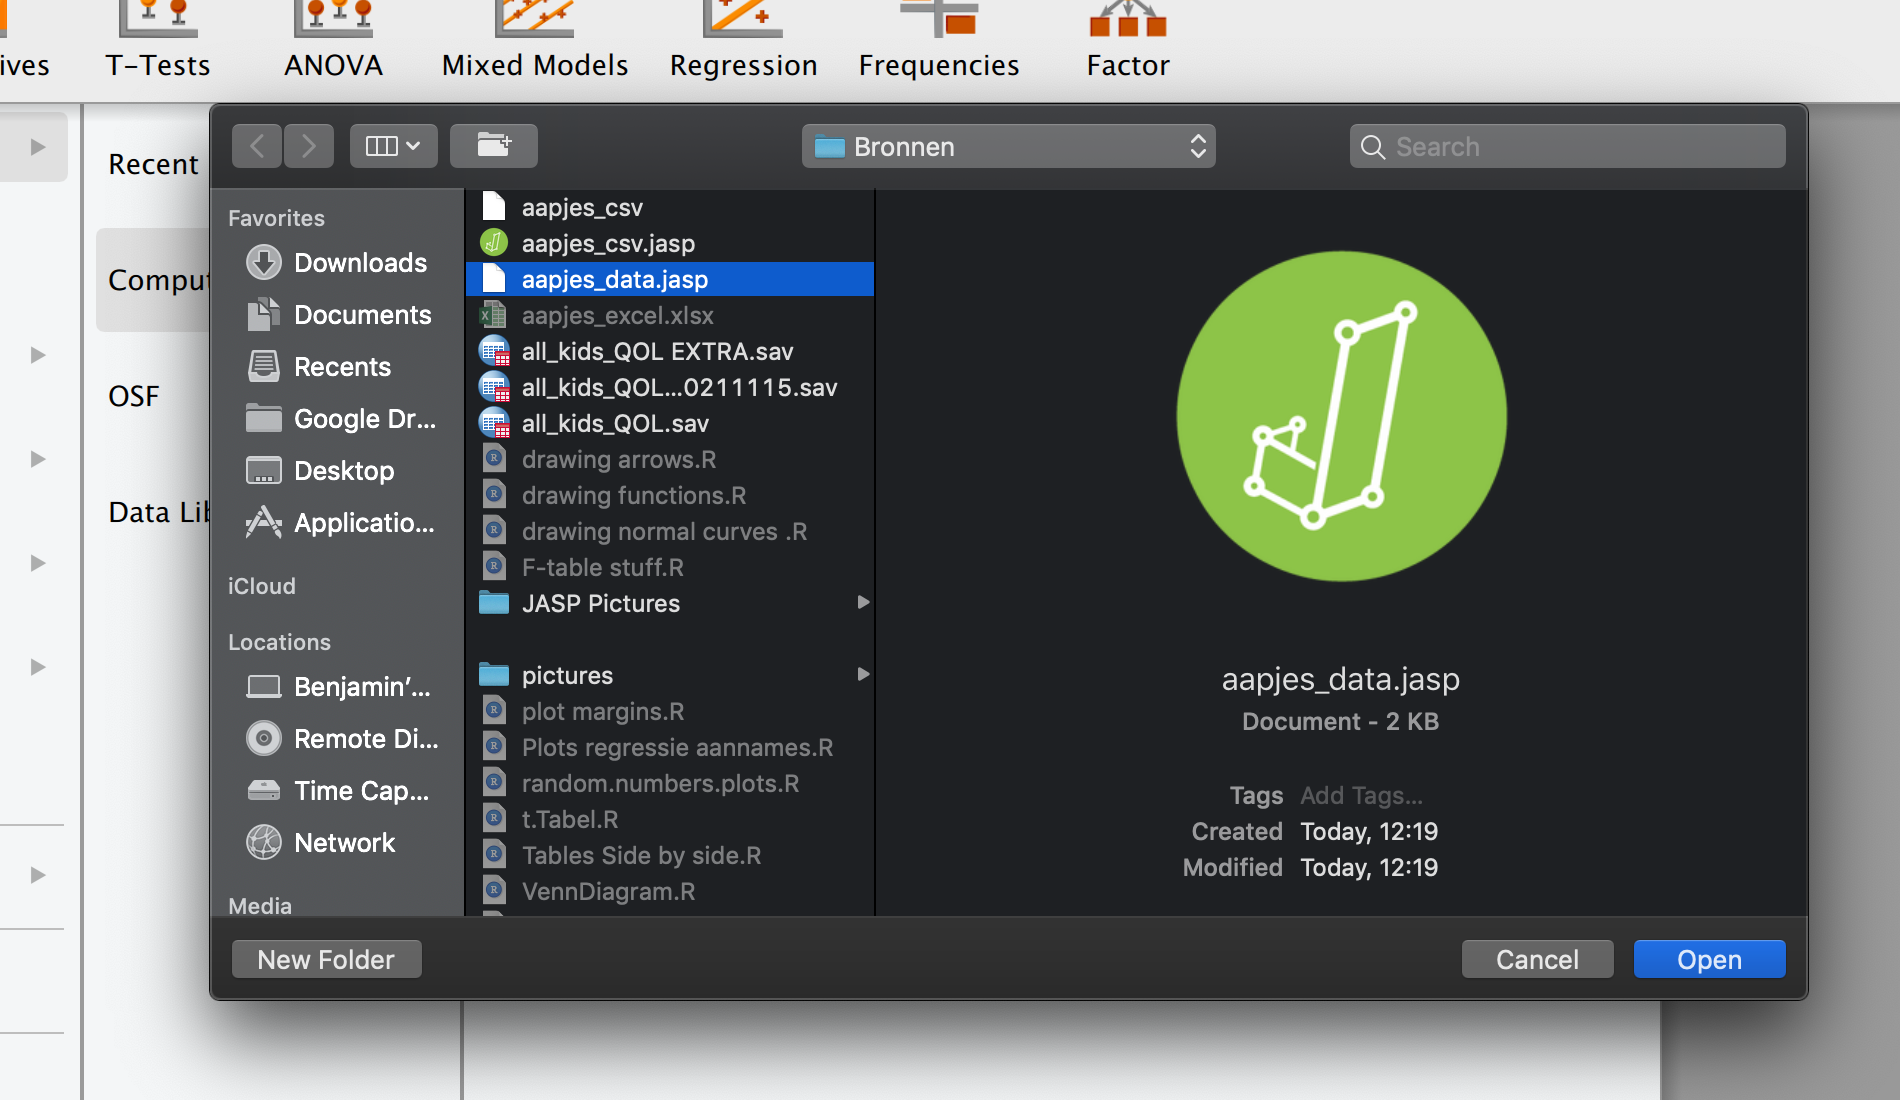 ives
T-Tests
ANOVA
Mixed Models
Regression
Frequencies
Factor
Recent
Comput
OSF
Data Lib
Bronnen
Search
Favorites
Downloads
Documents
Recents
Google Dr...
Desktop
Applicatio...
iCloud
Locations
Benjamin’...
Remote Di...
Time Cap...
Network
Media
aapjes_csv
aapjes_csv.jasp
aapjes_data.jasp
aapjes_excel.xlsx
all_kids_QOL EXTRA.sav
all_kids_QOL...0211115.sav
all_kids_QOL.sav
drawing arrows.R
drawing functions.R
drawing normal curves .R
F-table stuff.R
JASP Pictures
pictures
plot margins.R
Plots regressie aannames.R
random.numbers.plots.R
t.Tabel.R
Tables Side by side.R
VennDiagram.R
aapjes_data.jasp
Document - 2 KB
Tags Add Tags...
Created Today, 12:19
Modified Today, 12:19
New Folder
Cancel
Open